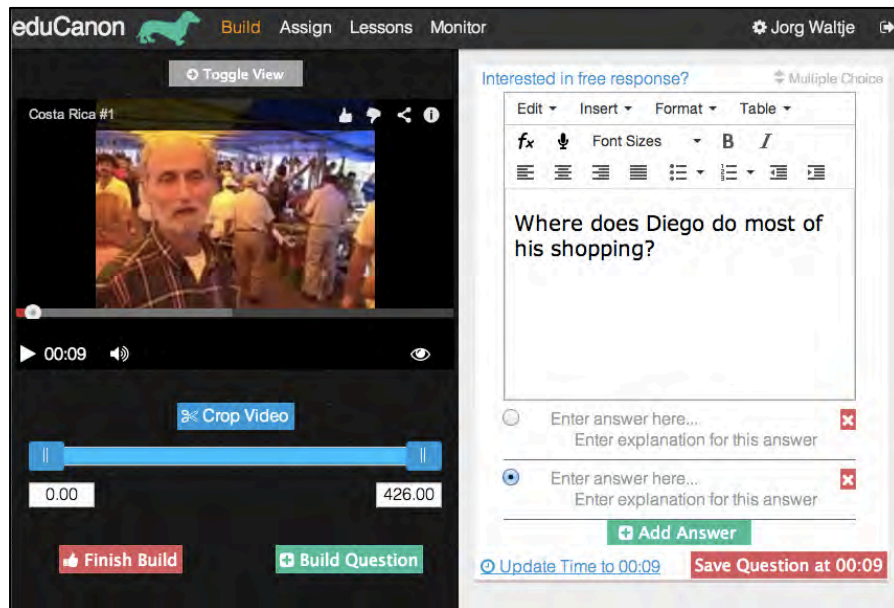 eduCanon Build Assign Lessons Monitor Jorg Waltje
Toggle View
Costa Rica #1
00:09
Crop Video
0.00 426.00
Finish Build Build Question
Interested in free response? Multiple Choice
Edit Insert Format Table
fx Font Sizes B I
Where does Diego do most of
his shopping?
Enter answer here...
Enter explanation for this answer
Enter answer here...
Enter explanation for this answer
Add Answer
Update Time to 00:09 Save Question at 00:09